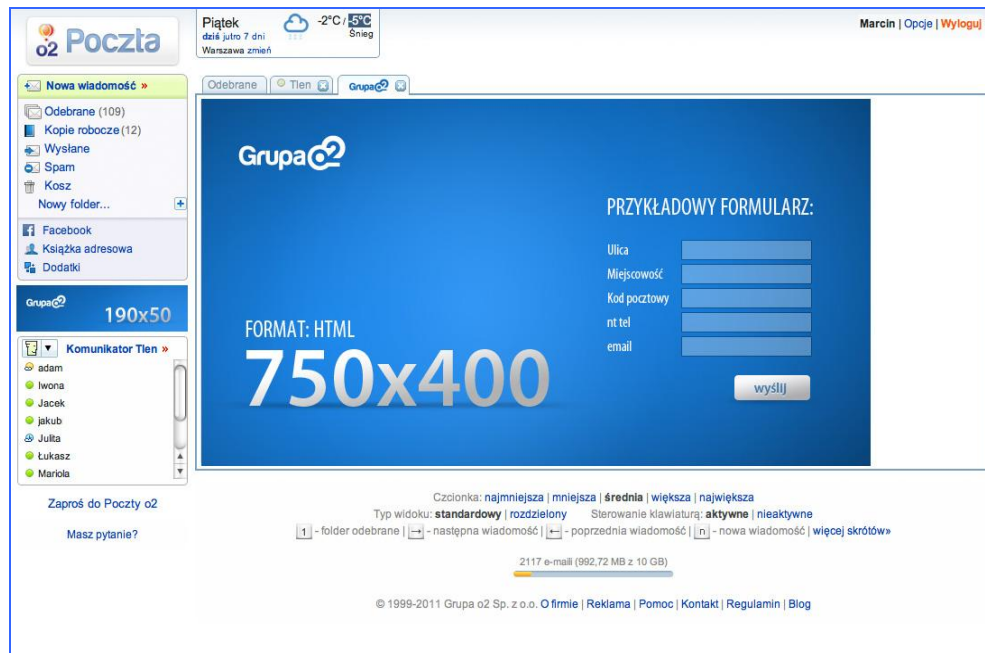 o2 Poczta
Piątek
dziś jutro 7 dni
Warszawa zmień
-2°C / -5°C
Śnieg
Marcin | Opcje | Wyloguj
Nowa wiadomość »
Odebrane (109)
Kopie robocze (12)
Wysłane
Spam
Kosz
Nowy folder...
Facebook
Książka adresowa
Dodatki
Grupa o2
190x50
Komunikator Tlen »
adam
Iwona
Jacek
jakub
Julita
Łukasz
Mariola
Zaproś do Poczty o2
Masz pytanie?
Odebrane
Tlen
Grupa o2
Grupa o2
FORMAT: HTML
750x400
PRZYKŁADOWY FORMULARZ:
Ulica
Miejscowość
Kod pocztowy
nt tel
email
wyślij
Czcionka: najmniejsza | mniejsza | średnia | większa | największa
Typ widoku: standardowy | rozdzielony Sterowanie klawiaturą: aktywne | nieaktywne
1 - folder odebrane | → - następna wiadomość | ← - poprzednia wiadomość | n - nowa wiadomość | więcej skrótów»
2117 e-maili (992,72 MB z 10 GB)
© 1999-2011 Grupa o2 Sp. z o.o. O firmie | Reklama | Pomoc | Kontakt | Regulamin | Blog